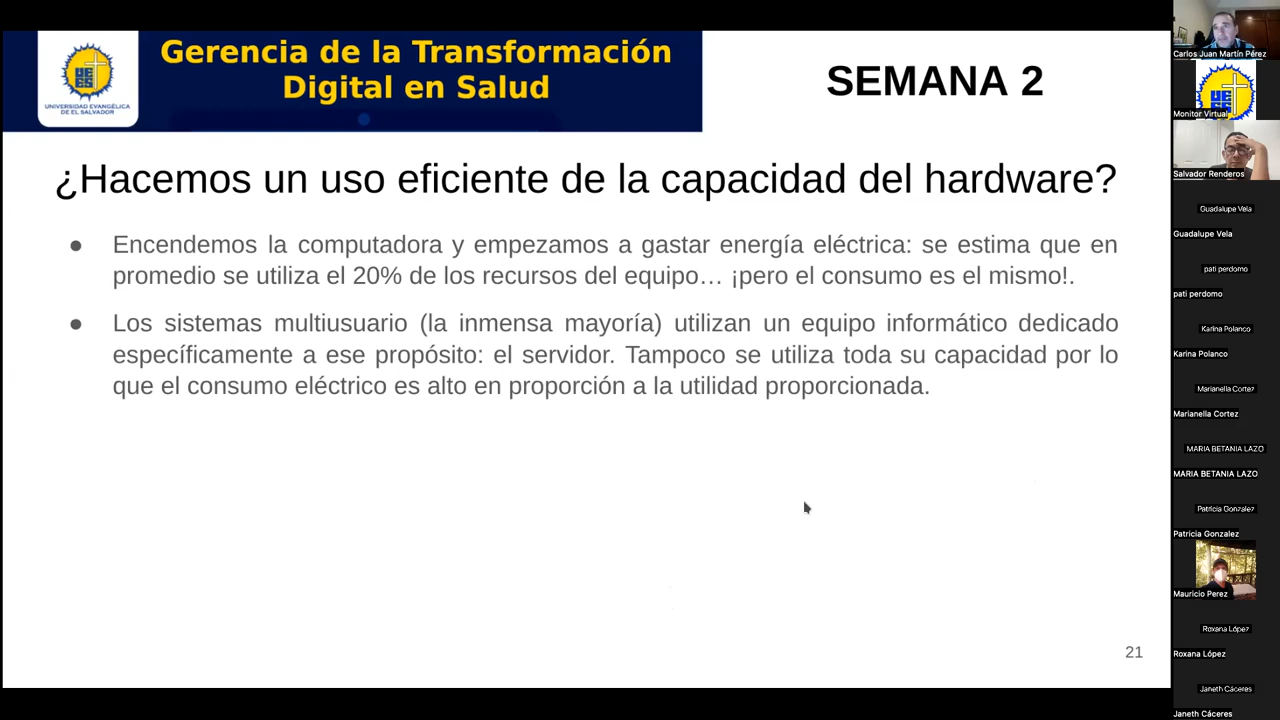 UNIVERSIDAD EVANGÉLICA
DE EL SALVADOR
Gerencia de la Transformación
Digital en Salud
SEMANA 2
¿Hacemos un uso eficiente de la capacidad del hardware?
● Encendemos la computadora y empezamos a gastar energía eléctrica: se estima que en
promedio se utiliza el 20% de los recursos del equipo… ¡pero el consumo es el mismo!.
● Los sistemas multiusuario (la inmensa mayoría) utilizan un equipo informático dedicado
específicamente a ese propósito: el servidor. Tampoco se utiliza toda su capacidad por lo
que el consumo eléctrico es alto en proporción a la utilidad proporcionada.
21
Carlos Juan Martín Pérez
Monitor Virtual
Salvador Renderos
Guadalupe Vela
Guadalupe Vela
pati perdomo
pati perdomo
Karina Polanco
Karina Polanco
Marianella Cortez
Marianella Cortez
MARIA BETANIA LAZO
MARIA BETANIA LAZO
Patricia Gonzalez
Patricia Gonzalez
Mauricio Perez
Roxana López
Roxana López
Janeth Cáceres
Janeth Cáceres